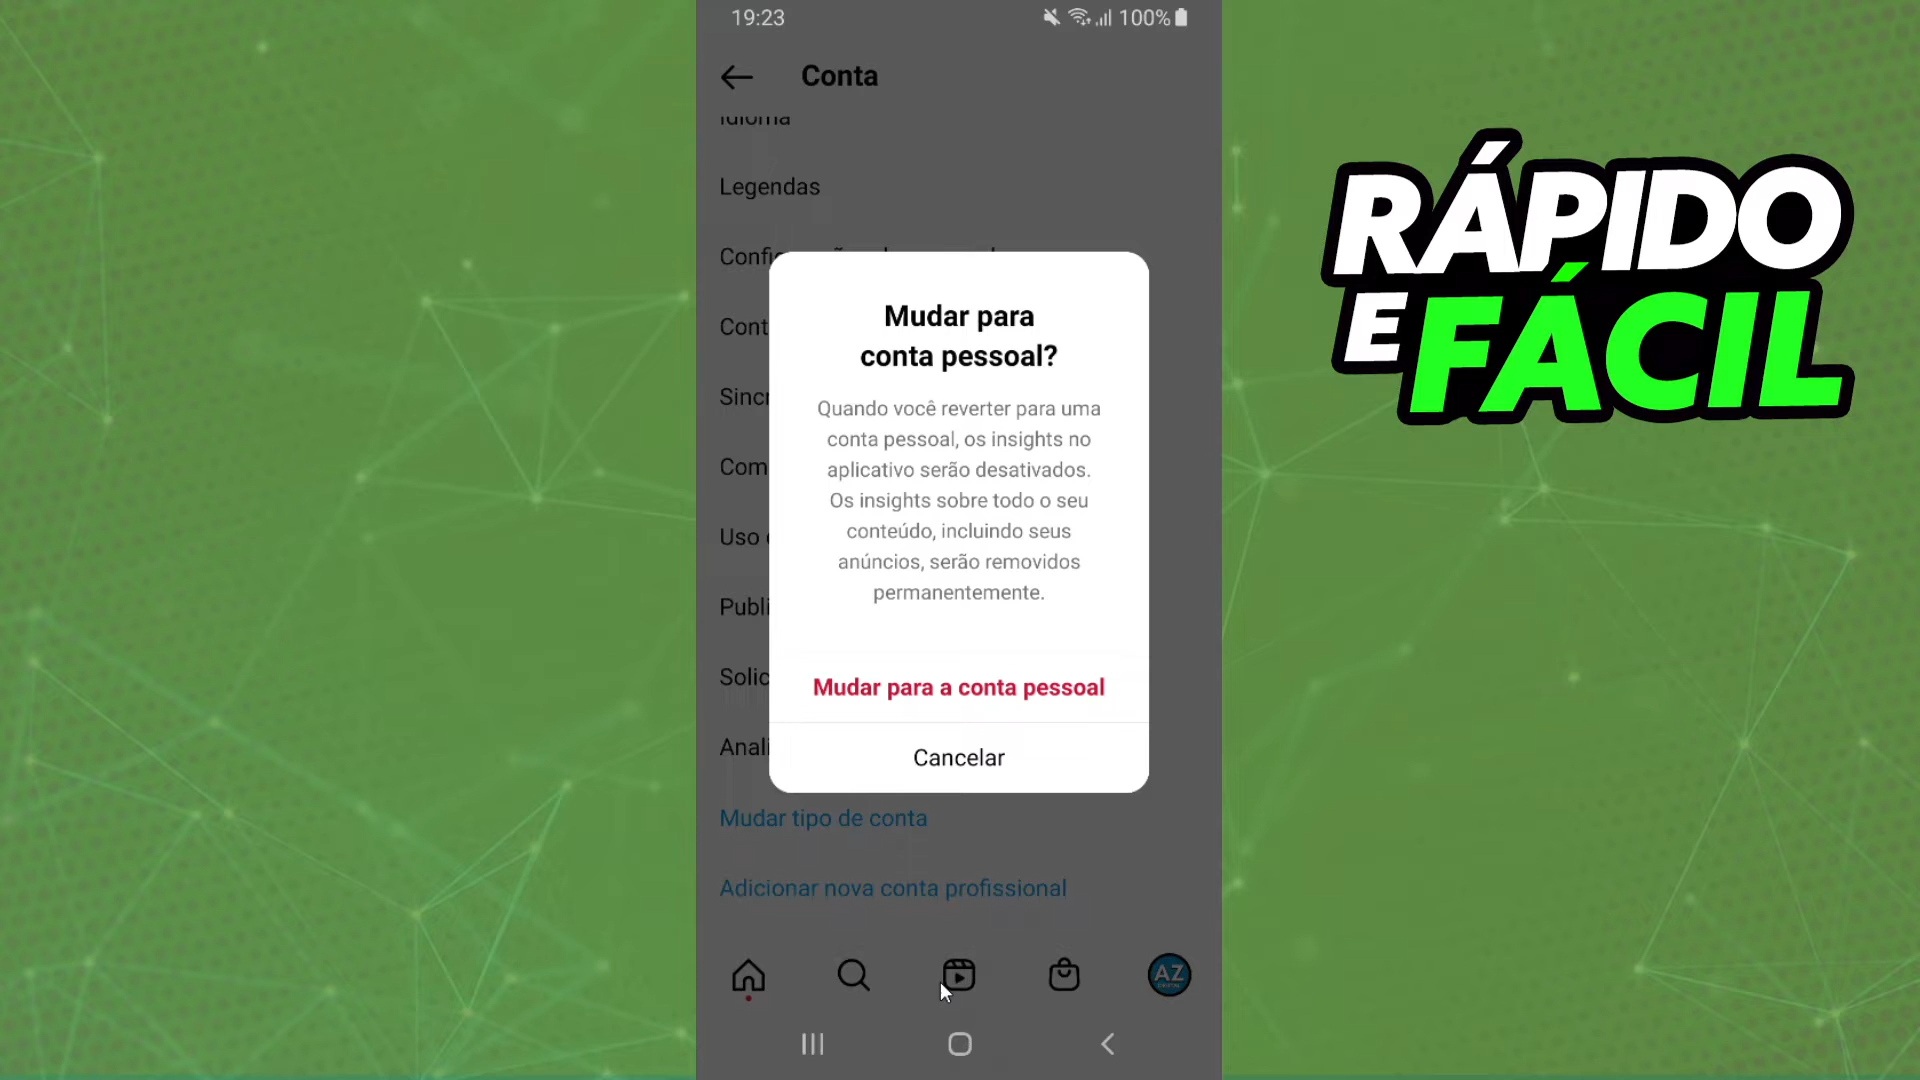 19:23
100%
Conta
Idioma
Legendas
Mudar para
conta pessoal?
Quando você reverter para uma
conta pessoal, os insights no
aplicativo serão desativados.
Os insights sobre todo o seu
conteúdo, incluindo seus
anúncios, serão removidos
permanentemente.
Mudar para a conta pessoal
Cancelar
Mudar tipo de conta
Adicionar nova conta profissional
AZ
RÁPIDO
E FÁCIL